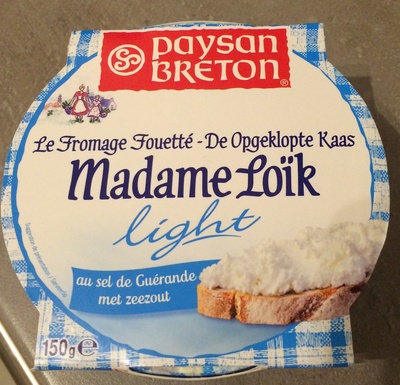 PAYSAN
BRETON
Le Fromage Fouetté - De Opgeklopte Kaas
Madame Loïk
light
au sel de Guérande
met zeezout
150g e